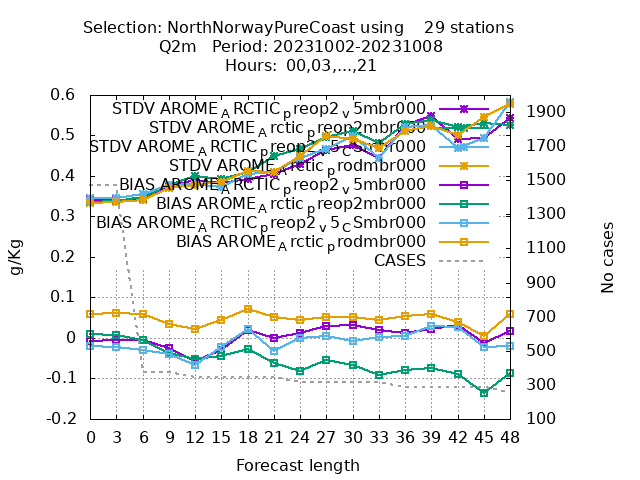 Selection: NorthNorwayPureCoast using 29 stations
Q2m Period: 20231002-20231008
Hours: 00,03,...,21
STDV AROME_ARCTIC_preop2_v5mbr000
STDV AROME_Arctic_preop2mbr000
STDV AROME_ARCTIC_preop2_v5_CSmbr000
STDV AROME_Arctic_prodmbr000
BIAS AROME_ARCTIC_preop2_v5mbr000
BIAS AROME_Arctic_preop2mbr000
BIAS AROME_ARCTIC_preop2_v5_CSmbr000
BIAS AROME_Arctic_prodmbr000
CASES
0.6
0.5
0.4
0.3
0.2
0.1
0
-0.1
-0.2
g/Kg
1900
1700
1500
1300
1100
900
700
500
300
100
No cases
0 3 6 9 12 15 18 21 24 27 30 33 36 39 42 45 48
Forecast length